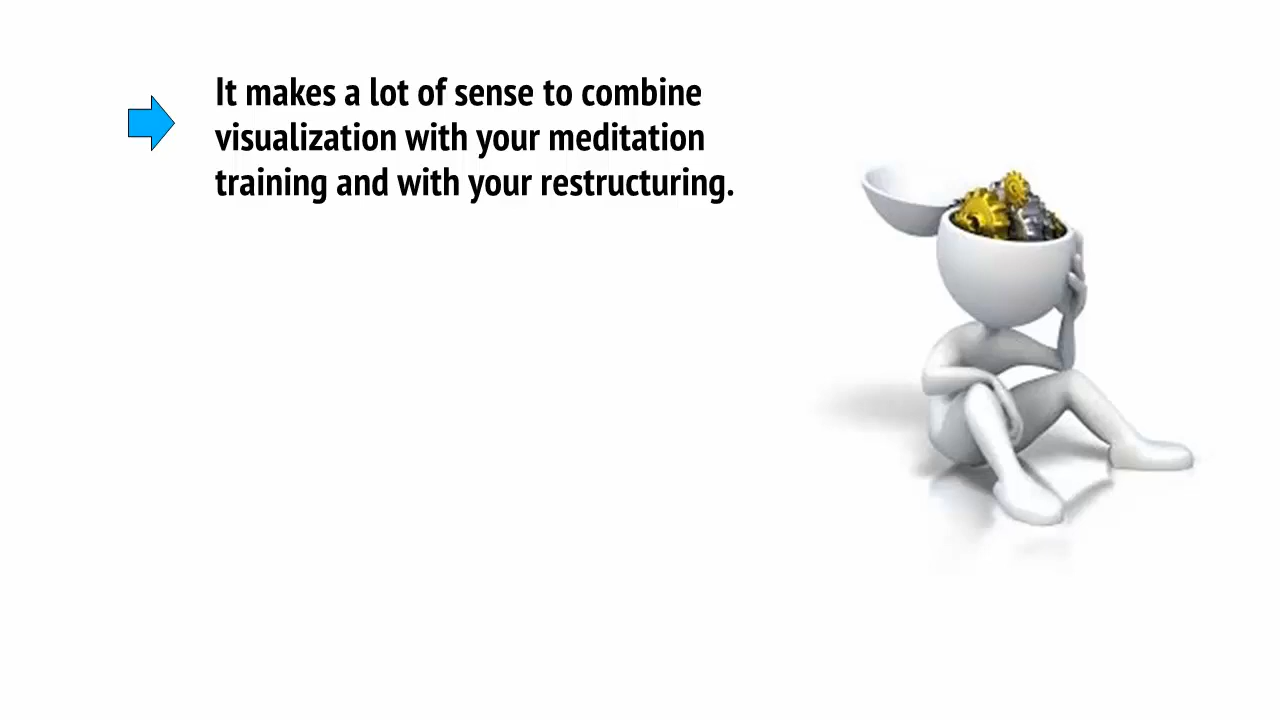 It makes a lot of sense to combine
visualization with your meditation
training and with your restructuring.